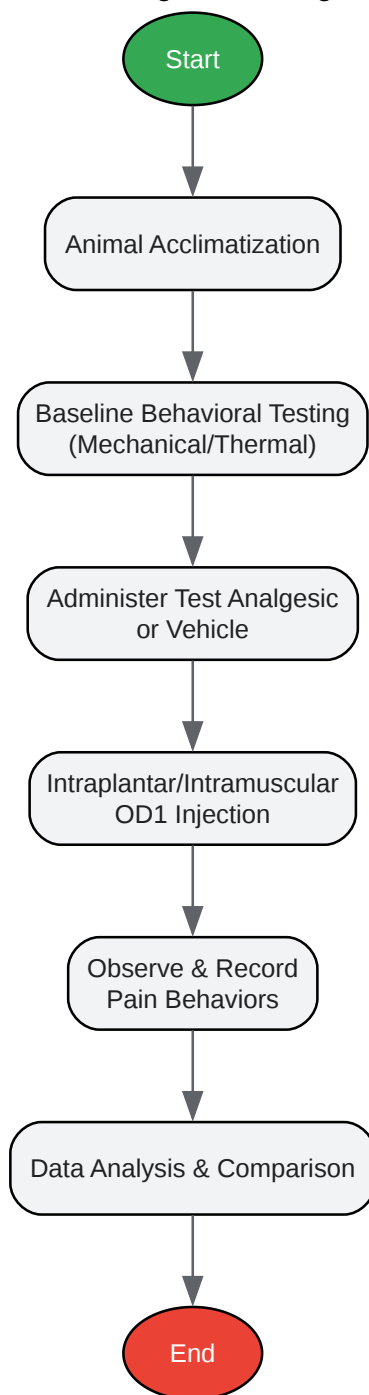 Start
Animal Acclimatization
Baseline Behavioral Testing
(Mechanical/Thermal)
Administer Test Analgesic
or Vehicle
Intraplantar/Intramuscular
OD1 Injection
Observe & Record
Pain Behaviors
Data Analysis & Comparison
End